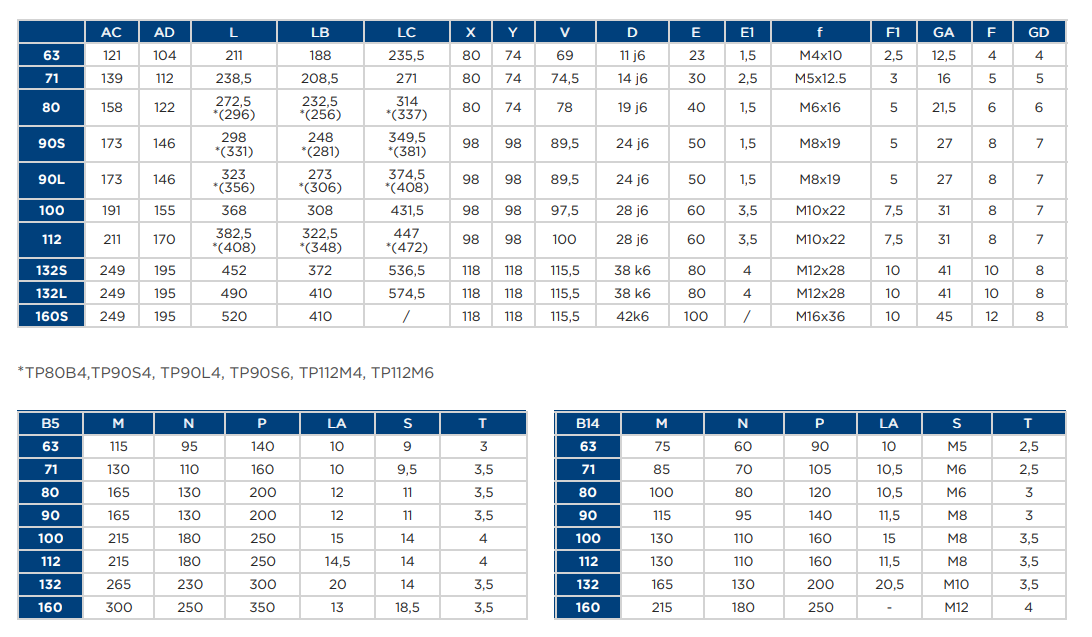 AC AD L LB LC X Y V D E E1 f F1 GA F GD
63 121 104 211 188 235,5 80 74 69 11 j6 23 1,5 M4x10 2,5 12,5 4 4
71 139 112 238,5 208,5 271 80 74 74,5 14 j6 30 2,5 M5x12.5 3 16 5 5
80 158 122 272,5 *(296) 232,5 *(256) 314 *(337) 80 74 78 19 j6 40 1,5 M6x16 5 21,5 6 6
90S 173 146 298 *(331) 248 *(281) 349,5 *(381) 98 98 89,5 24 j6 50 1,5 M8x19 5 27 8 7
90L 173 146 323 *(356) 273 *(306) 374,5 *(408) 98 98 89,5 24 j6 50 1,5 M8x19 5 27 8 7
100 191 155 368 308 431,5 98 98 97,5 28 j6 60 3,5 M10x22 7,5 31 8 7
112 211 170 382,5 *(408) 322,5 *(348) 447 *(472) 98 98 100 28 j6 60 3,5 M10x22 7,5 31 8 7
132S 249 195 452 372 536,5 118 118 115,5 38 k6 80 4 M12x28 10 41 10 8
132L 249 195 490 410 574,5 118 118 115,5 38 k6 80 4 M12x28 10 41 10 8
160S 249 195 520 410 / 118 118 115,5 42k6 100 / M16x36 10 45 12 8
*TP80B4,TP90S4, TP90L4, TP90S6, TP112M4, TP112M6
B5 M N P LA S T
63 115 95 140 10 9 3
71 130 110 160 10 9,5 3,5
80 165 130 200 12 11 3,5
90 165 130 200 12 11 3,5
100 215 180 250 15 14 4
112 215 180 250 14,5 14 4
132 265 230 300 20 14 3,5
160 300 250 350 13 18,5 3,5
B14 M N P LA S T
63 75 60 90 10 M5 2,5
71 85 70 105 10,5 M6 2,5
80 100 80 120 10,5 M6 3
90 115 95 140 11,5 M8 3
100 130 110 160 15 M8 3,5
112 130 110 160 11,5 M8 3,5
132 165 130 200 20,5 M10 3,5
160 215 180 250 - M12 4